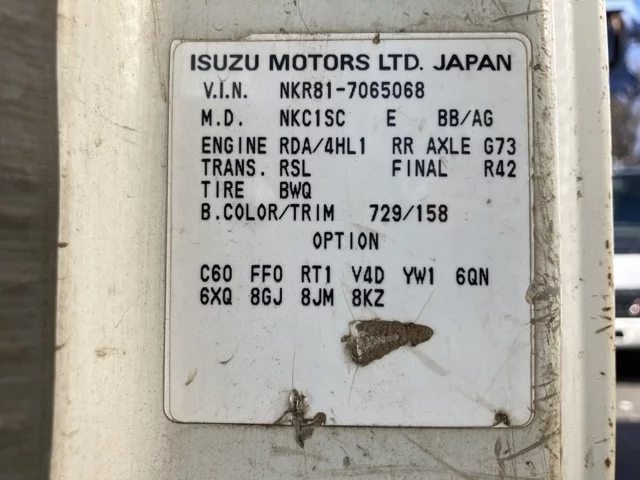 ISUZU MOTORS LTD. JAPAN
V.I.N. NKR81-7065068
M.D. NKC1SC E BB/AG
ENGINE RDA/4HL1 RR AXLE G73
TRANS. RSL FINAL R42
TIRE BWQ
B.COLOR/TRIM 729/158
OPTION
C60 FF0 RT1 V4D YW1 6QN
6XQ 8GJ 8JM 8KZ